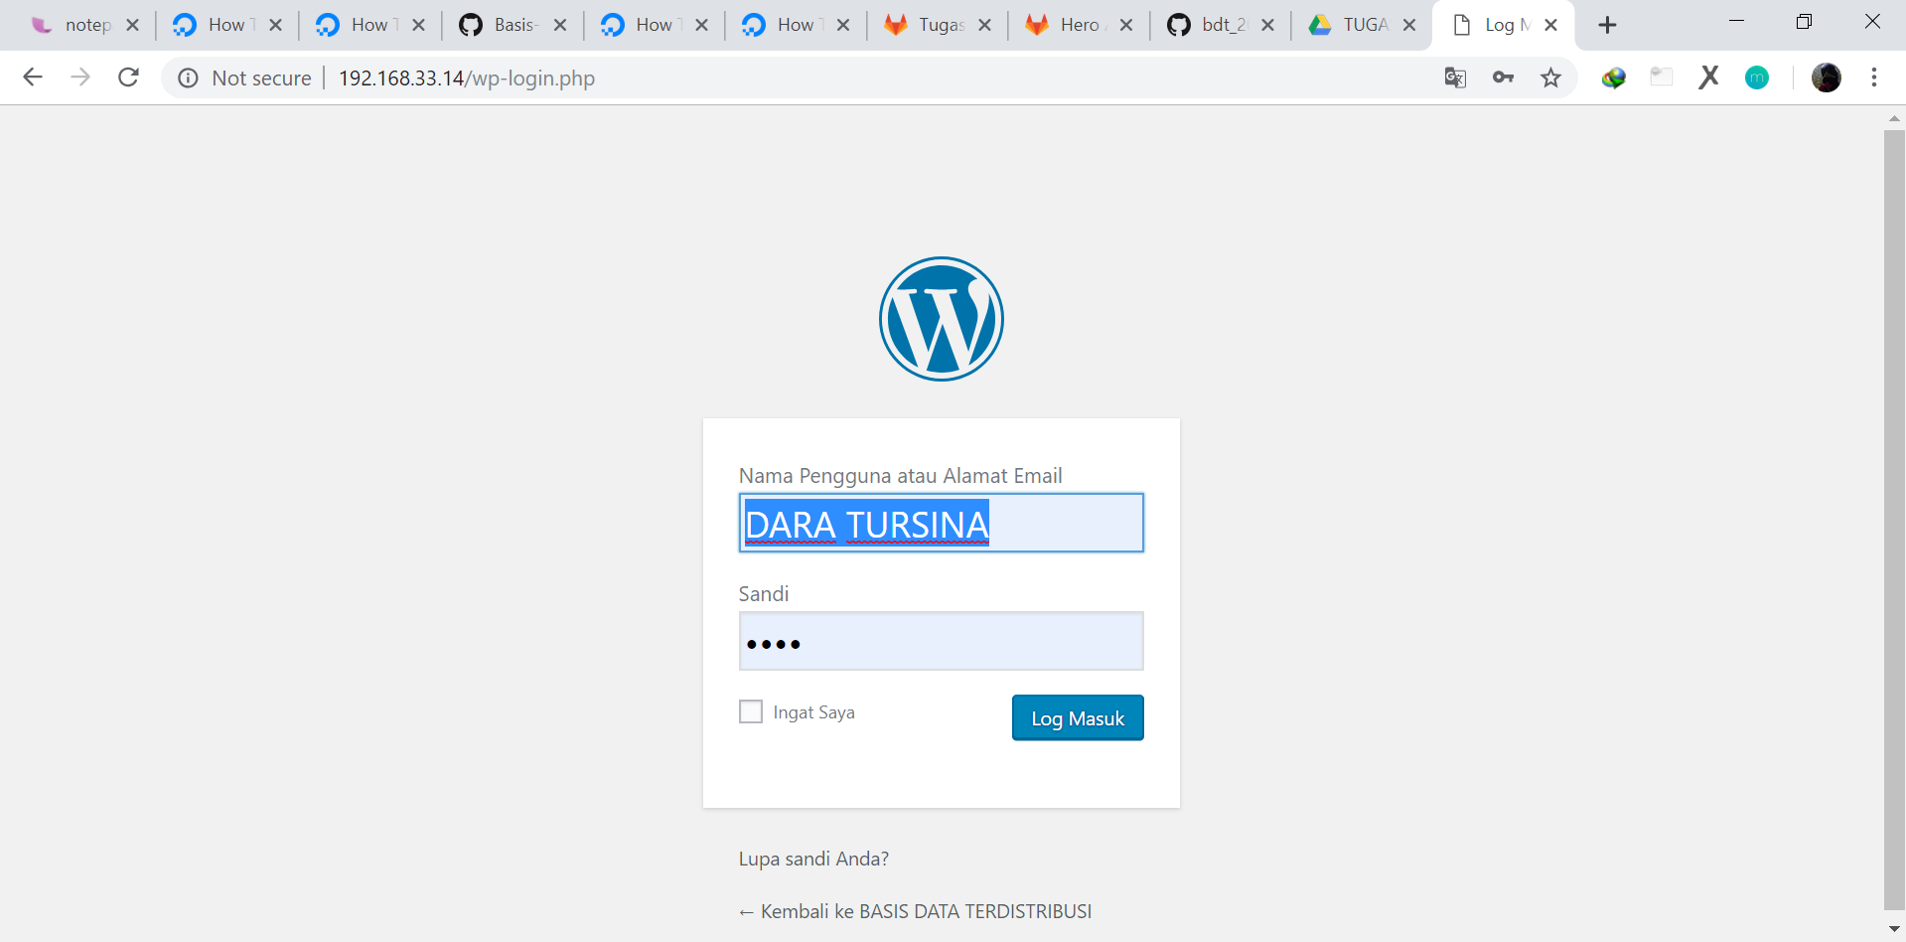 notep
How T
How T
Basis-
How T
How T
Tugas
Hero
bdt_2
TUGA
Log M
Not secure
192.168.33.14/wp-login.php
Nama Pengguna atau Alamat Email
DARA TURSINA
Sandi
Ingat Saya
Log Masuk
Lupa sandi Anda?
← Kembali ke BASIS DATA TERDISTRIBUSI